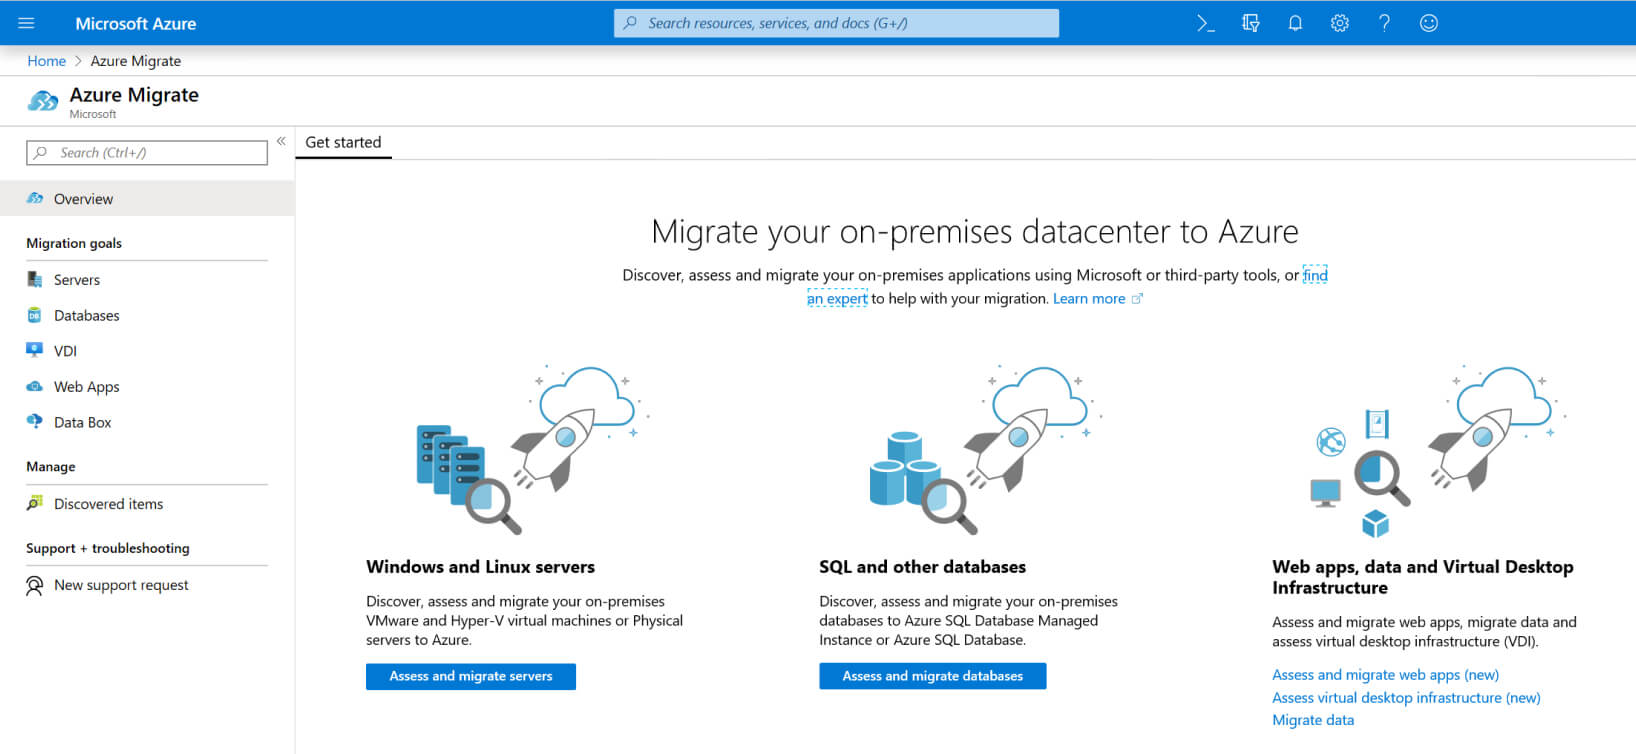 Microsoft Azure
Search resources, services, and docs (G+/)
Home > Azure Migrate
Azure Migrate
Microsoft
Search (Ctrl+/)
«
Overview
Migration goals
Servers
Databases
VDI
Web Apps
Data Box
Manage
Discovered items
Support + troubleshooting
New support request
Get started
Migrate your on-premises datacenter to Azure
Discover, assess and migrate your on-premises applications using Microsoft or third-party tools, or find
an expert to help with your migration. Learn more
Windows and Linux servers
Discover, assess and migrate your on-premises
VMware and Hyper-V virtual machines or Physical
servers to Azure.
Assess and migrate servers
SQL and other databases
Discover, assess and migrate your on-premises
databases to Azure SQL Database Managed
Instance or Azure SQL Database.
Assess and migrate databases
Web apps, data and Virtual Desktop
Infrastructure
Assess and migrate web apps, migrate data and
assess virtual desktop infrastructure (VDI).
Assess and migrate web apps (new)
Assess virtual desktop infrastructure (new)
Migrate data